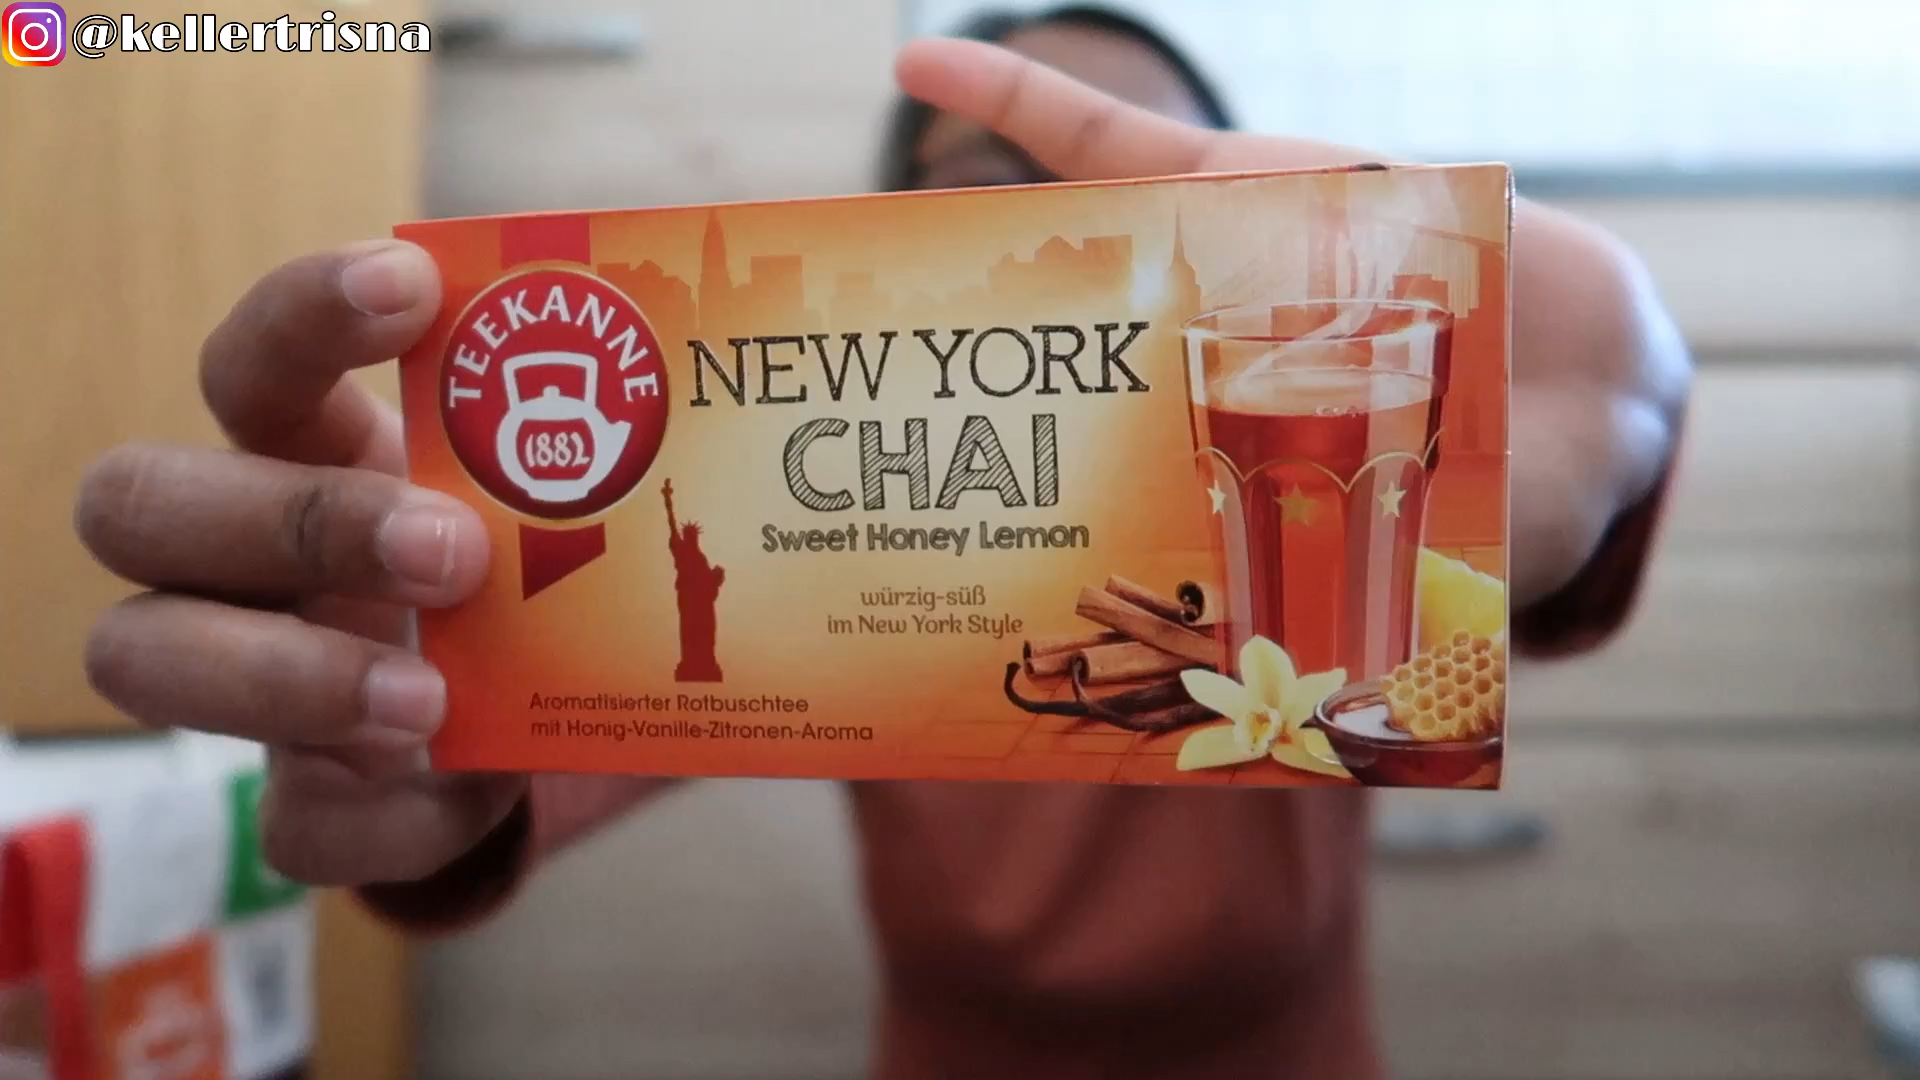 @kellertrisna
TEEKANNE
1882
NEW YORK
CHAI
Sweet Honey Lemon
würzig-süß
im New York Style
Aromatisierter Rotbuschtee
mit Honig-Vanille-Zitronen-Aroma